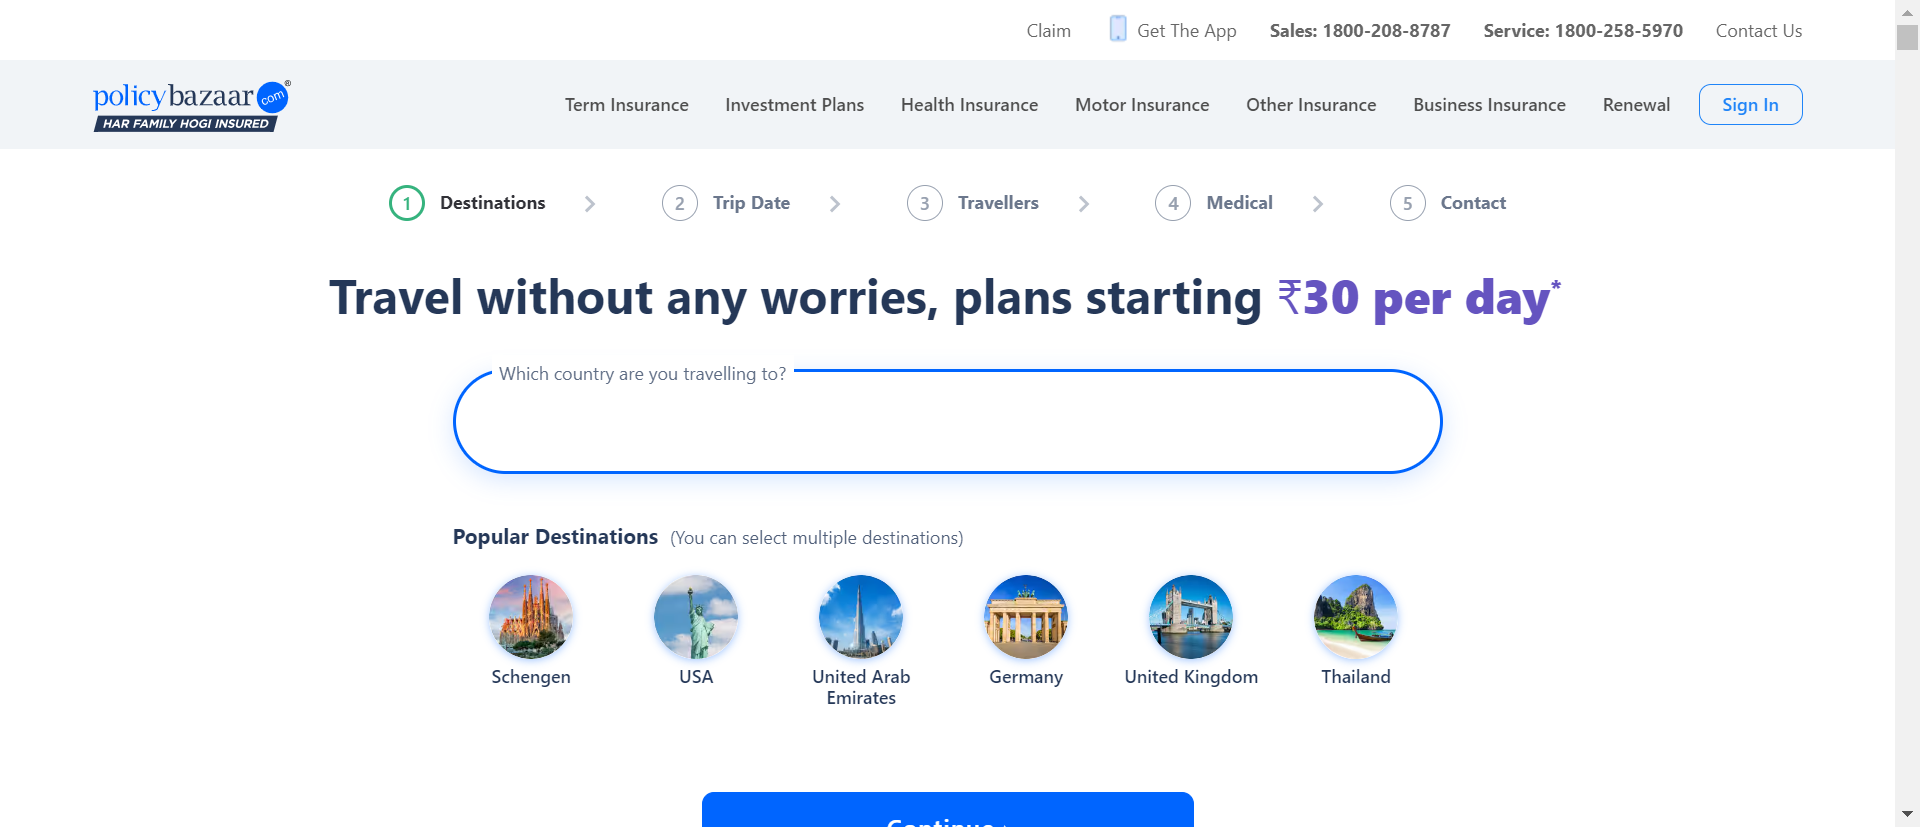 Claim
Get The App
Sales: 1800-208-8787
Service: 1800-258-5970
Contact Us
policybazaar.com®
HAR FAMILY HOGI INSURED
Term Insurance
Investment Plans
Health Insurance
Motor Insurance
Other Insurance
Business Insurance
Renewal
Sign In
1 Destinations
2 Trip Date
3 Travellers
4 Medical
5 Contact
Travel without any worries, plans starting ₹30 per day*
Which country are you travelling to?
Popular Destinations (You can select multiple destinations)
Schengen
USA
United Arab
Emirates
Germany
United Kingdom
Thailand
Continue